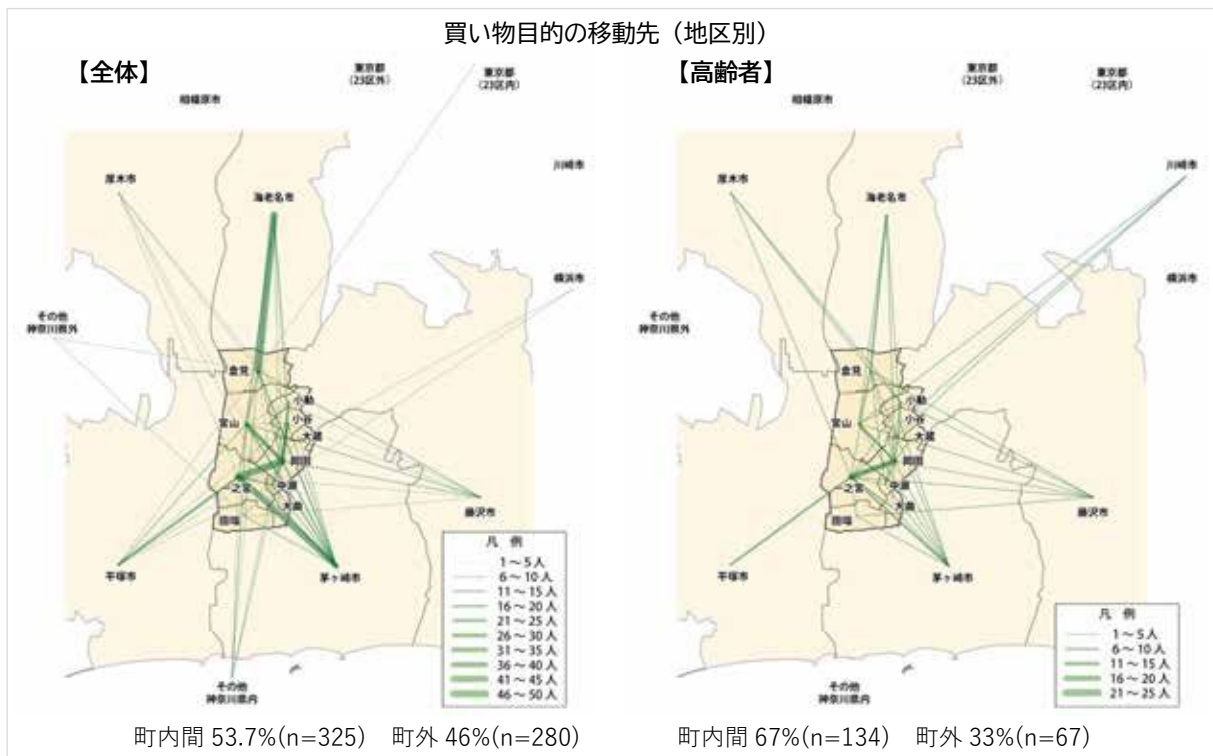 買い物目的の移動先（地区別）
【全体】
東京都
（23区外）
東京都
（23区内）
相模原市
厚木市
海老名市
その他
神奈川県外
横浜市
倉見
小動
宮山
小谷
大蔵
岡田
一之宮
中瀬
大曲
田端
藤沢市
平塚市
茅ヶ崎市
その他
神奈川県内
凡 例
1～5人
6～10人
11～15人
16～20人
21～25人
26～30人
31～35人
36～40人
41～45人
46～50人
町内間 53.7%(n=325) 町外 46%(n=280)
【高齢者】
東京都
（23区外）
東京都
（23区内）
相模原市
川崎市
厚木市
海老名市
その他
神奈川県外
横浜市
倉見
小動
宮山
小谷
大蔵
岡田
一之宮
中瀬
大曲
田端
藤沢市
平塚市
茅ヶ崎市
その他
神奈川県内
凡 例
1～5人
6～10人
11～15人
16～20人
21～25人
町内間 67%(n=134) 町外 33%(n=67)
川崎市